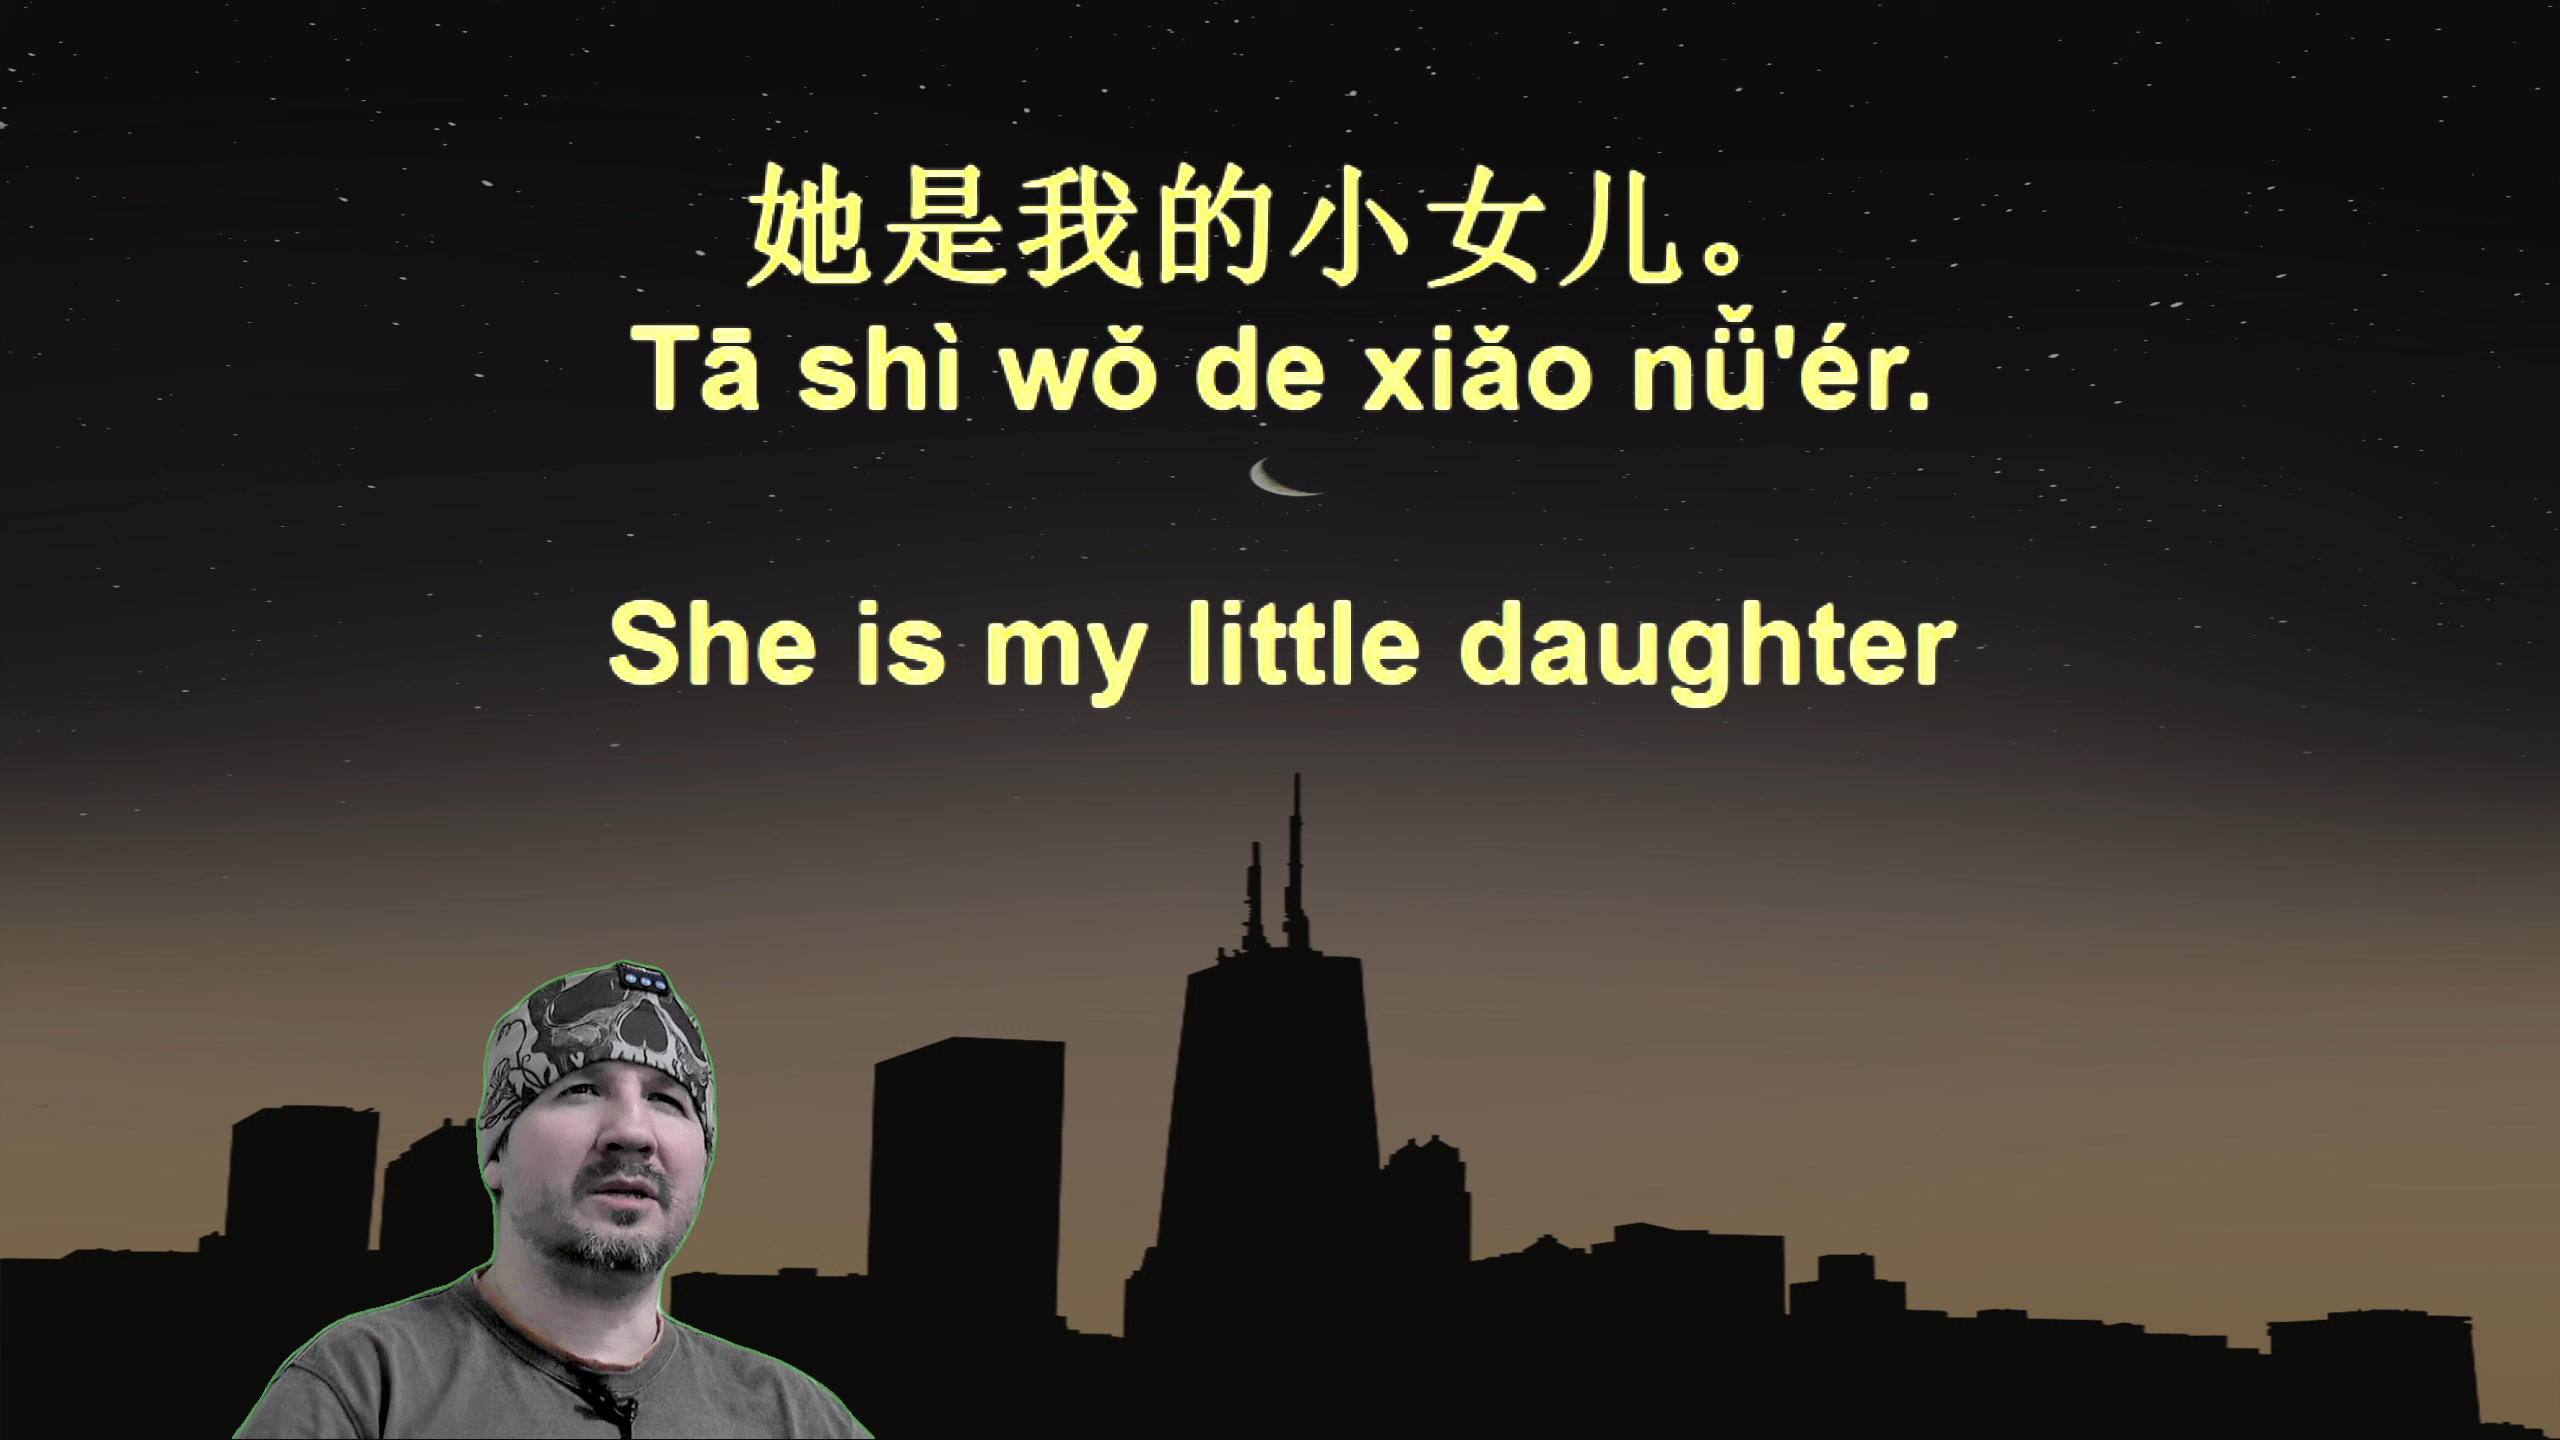 她是我的小女儿。
Tā shì wǒ de xiǎo nǚ'ér.
She is my little daughter